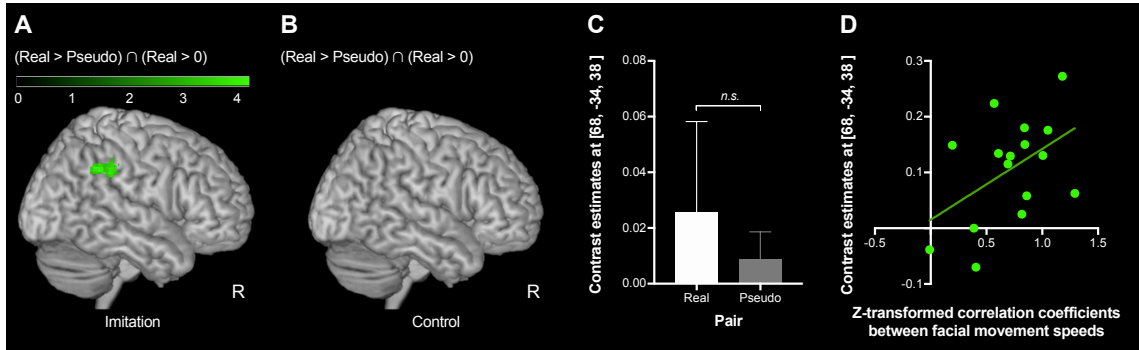 A
(Real > Pseudo) ∩ (Real > 0)
0 1 2 3 4
R
Imitation
B
(Real > Pseudo) ∩ (Real > 0)
R
Control
C
Contrast estimates at [68, -34, 38]
0.08
0.06
0.04
0.02
0.00
n.s.
Real Pseudo
Pair
D
Contrast estimates at [68, -34, 38]
0.3
0.2
0.1
-0.1
-0.5 0.5 1.0 1.5
Z-transformed correlation coefficients
between facial movement speeds